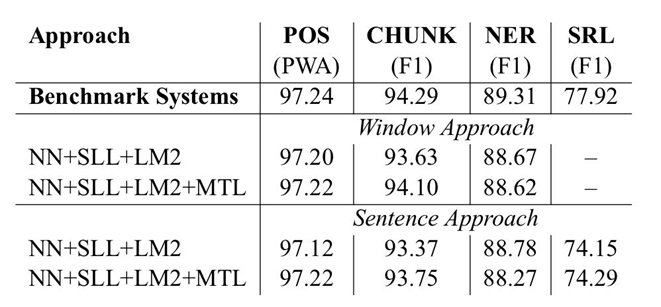 Approach POS CHUNK NER SRL
(PWA) (F1) (F1) (F1)
Benchmark Systems 97.24 94.29 89.31 77.92
Window Approach
NN+SLL+LM2 97.20 93.63 88.67 –
NN+SLL+LM2+MTL 97.22 94.10 88.62 –
Sentence Approach
NN+SLL+LM2 97.12 93.37 88.78 74.15
NN+SLL+LM2+MTL 97.22 93.75 88.27 74.29